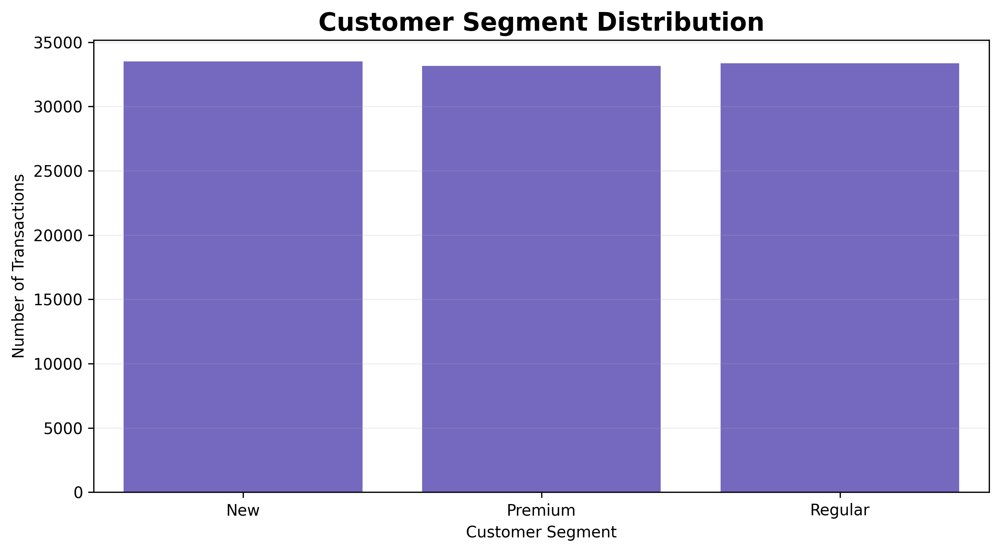 Customer Segment Distribution
35000
30000
25000
20000
15000
10000
5000
0
Number of Transactions
New
Premium
Regular
Customer Segment